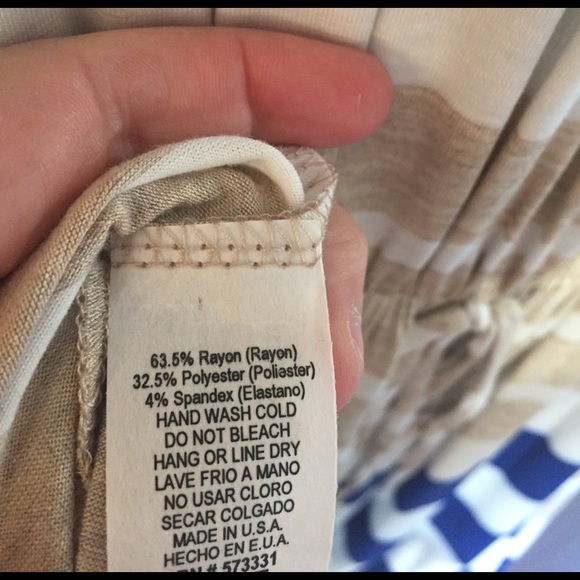 63.5% Rayon (Rayon)
32.5% Polyester (Poliəster)
4% Spandex (Elastano)
HAND WASH COLD
DO NOT BLEACH
HANG OR LINE DRY
LAVE FRIO A MANO
NO USAR CLORO
SECAR COLGADO
MADE IN U.S.A.
HECHO EN E.U.A.
# 573331